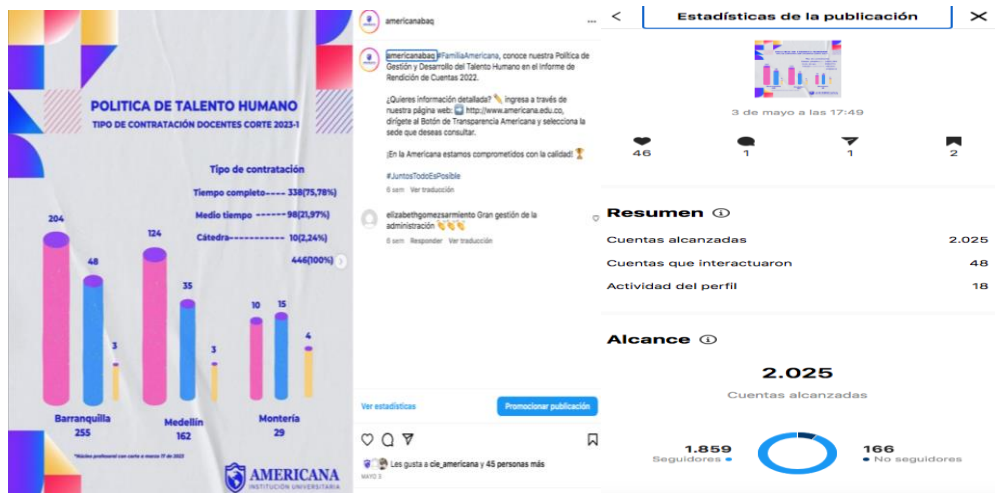 POLITICA DE TALENTO HUMANO
TIPO DE CONTRATACIÓN DOCENTES CORTE 2023-1
Tipo de contratación
Tiempo completo---- 338(75,78%)
Medio tiempo ------98(21,97%)
Cátedra-----------10(2,24%)
446(100%)
204
48
3
124
35
3
10
15
4
Barranquilla
255
Medellín
162
Montería
29
*Núcleo profesoral con corte a marzo 17 de 2023
AMERICANA
INSTITUCIÓN UNIVERSITARIA
americanabaq
americanabaq #FamiliaAmericana, conoce nuestra Política de
Gestión y Desarrollo del Talento Humano en el Informe de
Rendición de Cuentas 2022.
¿Quieres información detallada? ✏️ ingresa a través de
nuestra página web: ➡️ http://www.americana.edu.co,
dirígete al Botón de Transparencia Americana y selecciona la
sede que deseas consultar.
¡En la Americana estamos comprometidos con la calidad! 🏆
#JuntosTodoEsPosible
6 sem Ver traducción
elizabethgomezsarmiento Gran gestión de la
administración 👏👏👏
6 sem Responder Ver traducción
Ver estadísticas
Promocionar publicación
Les gusta a cie_americana y 45 personas más
MAYO 3
Estadísticas de la publicación
3 de mayo a las 17:49
46
1
1
2
Resumen
Cuentas alcanzadas 2.025
Cuentas que interactuaron 48
Actividad del perfil 18
Alcance
2.025
Cuentas alcanzadas
1.859
Seguidores
166
No seguidores